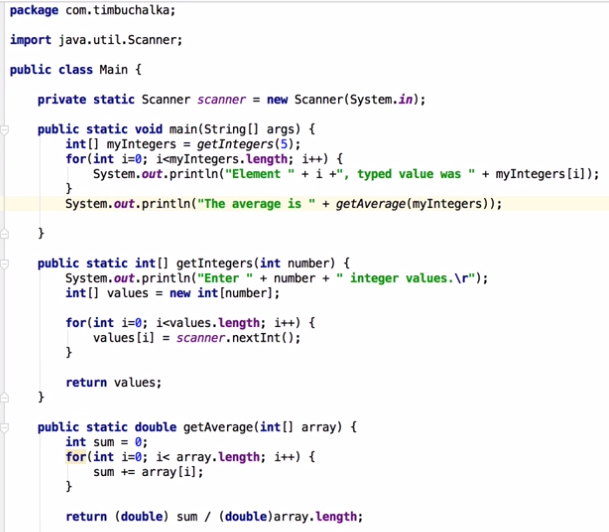 package com.timbuchalka;
import java.util.Scanner;
public class Main {
private static Scanner scanner = new Scanner(System.in);
public static void main(String[] args) {
int[] myIntegers = getIntegers(5);
for(int i=0; i<myIntegers.length; i++) {
System.out.println("Element " + i +", typed value was " + myIntegers[i]);
}
System.out.println("The average is " + getAverage(myIntegers));
}
public static int[] getIntegers(int number) {
System.out.println("Enter " + number + " integer values.\r");
int[] values = new int[number];
for(int i=0; i<values.length; i++) {
values[i] = scanner.nextInt();
}
return values;
}
public static double getAverage(int[] array) {
int sum = 0;
for(int i=0; i< array.length; i++) {
sum += array[i];
}
return (double) sum / (double)array.length;